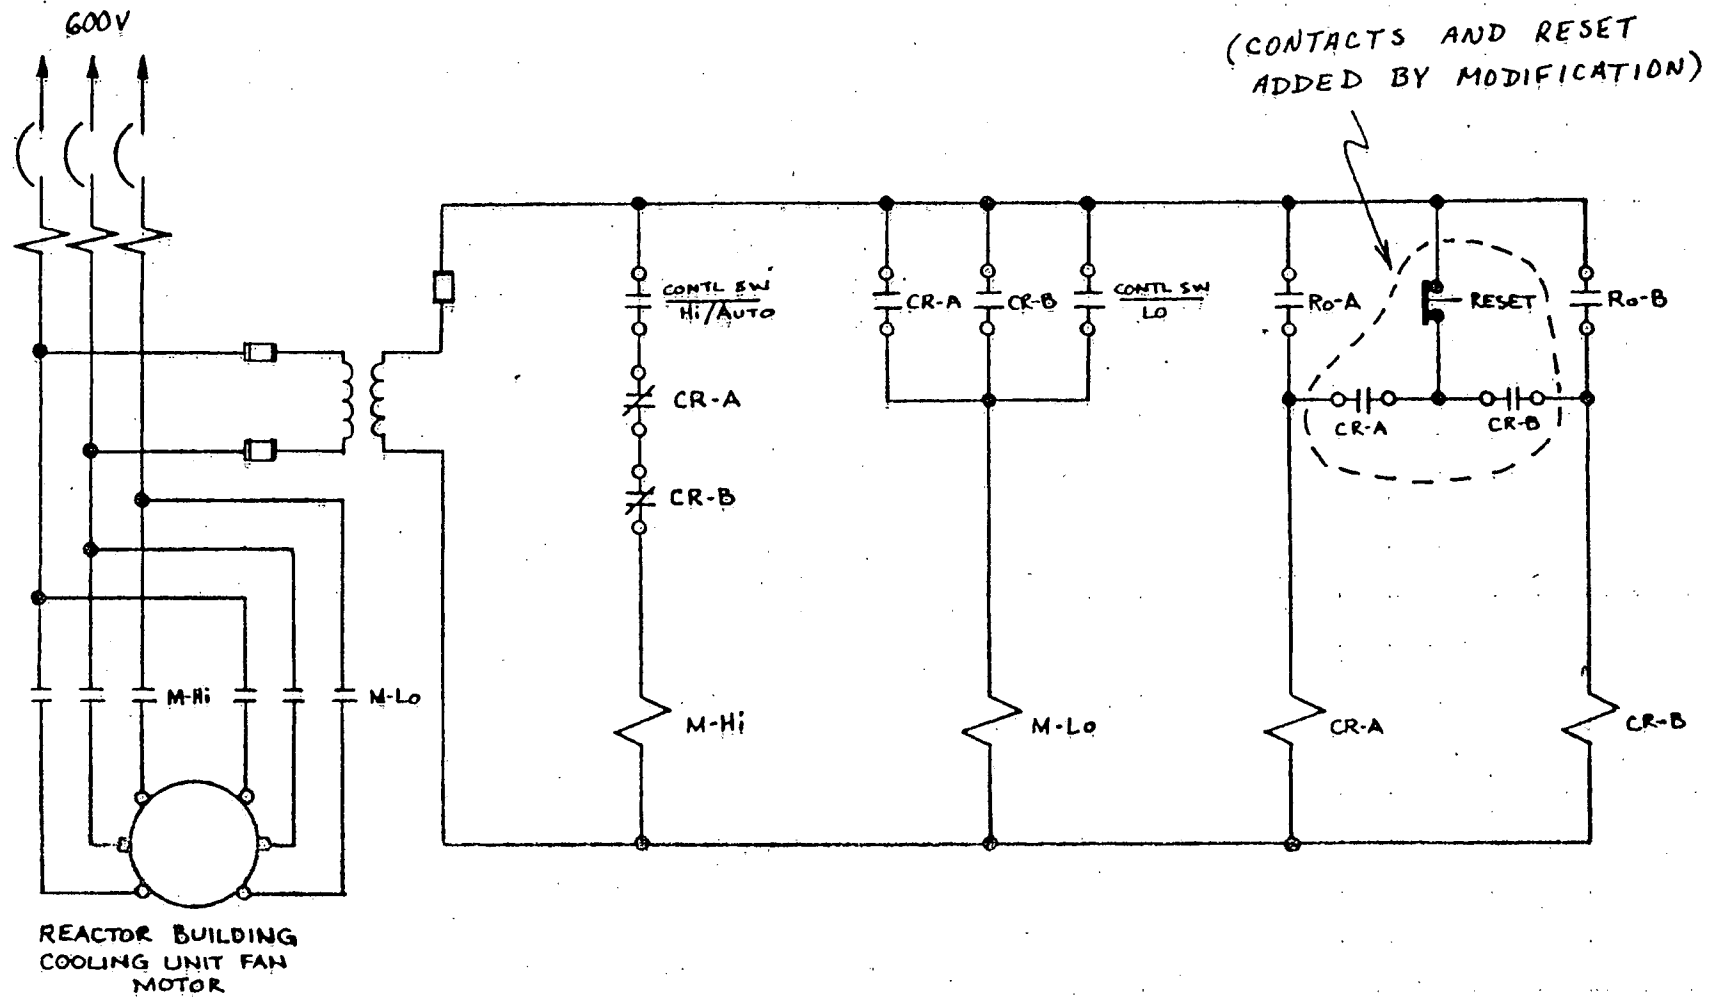 600V
(CONTACTS AND RESET
ADDED BY MODIFICATION)
CONTL SW
Hi/AUTO
CR-A
CR-B
CONTL SW
LO
Ro-A
RESET
Ro-B
CR-A
CR-A
CR-B
CR-B
M-Hi
M-Lo
M-Hi
M-Lo
CR-A
CR-B
REACTOR BUILDING
COOLING UNIT FAN
MOTOR